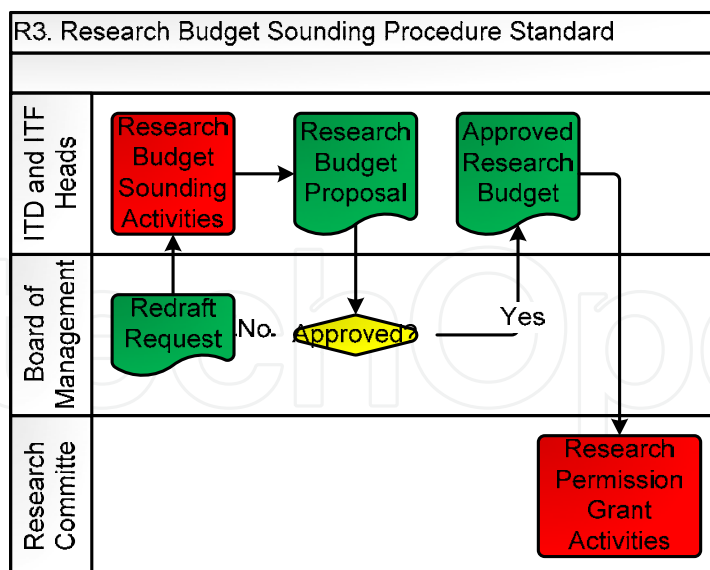 R3. Research Budget Sounding Procedure Standard
ITD and ITF
Heads
Research
Budget
Sounding
Activities
Research
Budget
Proposal
Approved
Research
Budget
Board of
Management
Redraft
Request
No
Approved?
Yes
Research
Committe
Research
Permission
Grant
Activities